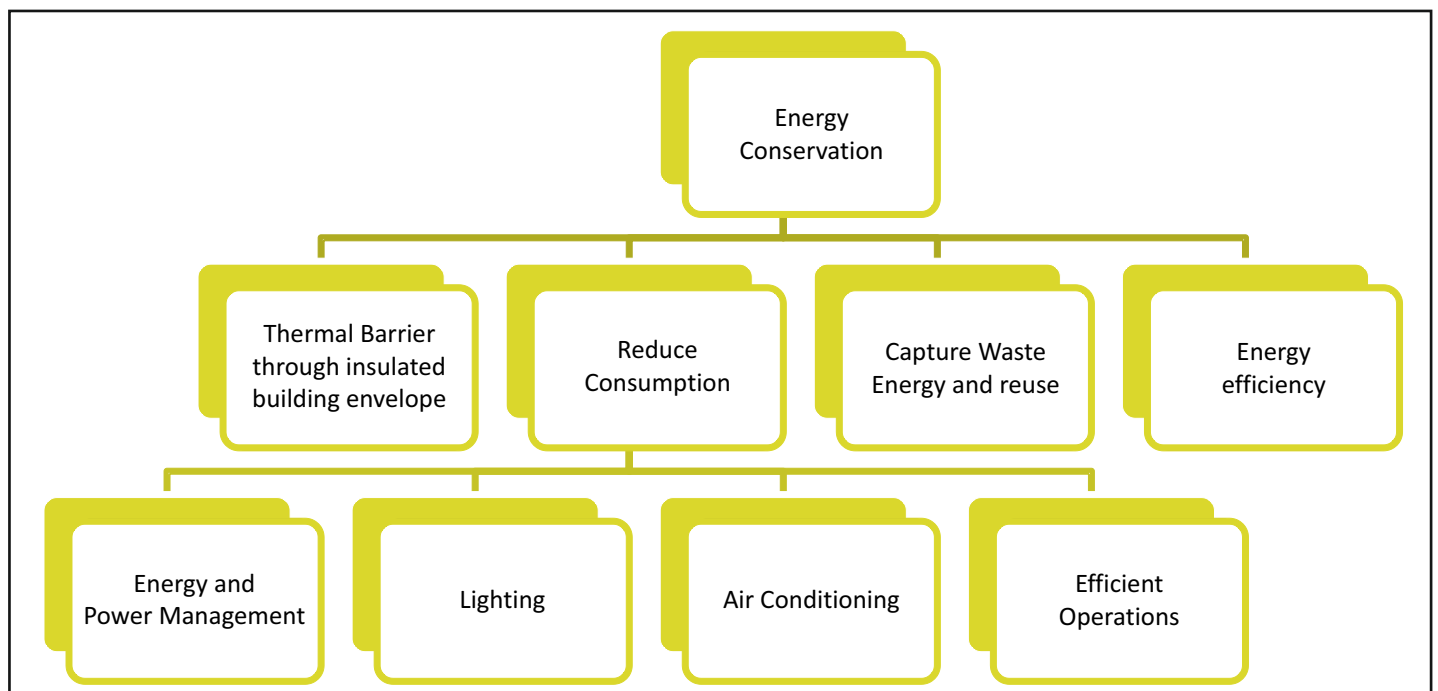 Energy
Conservation
Thermal Barrier
through insulated
building envelope
Reduce
Consumption
Capture Waste
Energy and reuse
Energy
efficiency
Energy and
Power Management
Lighting
Air Conditioning
Efficient
Operations